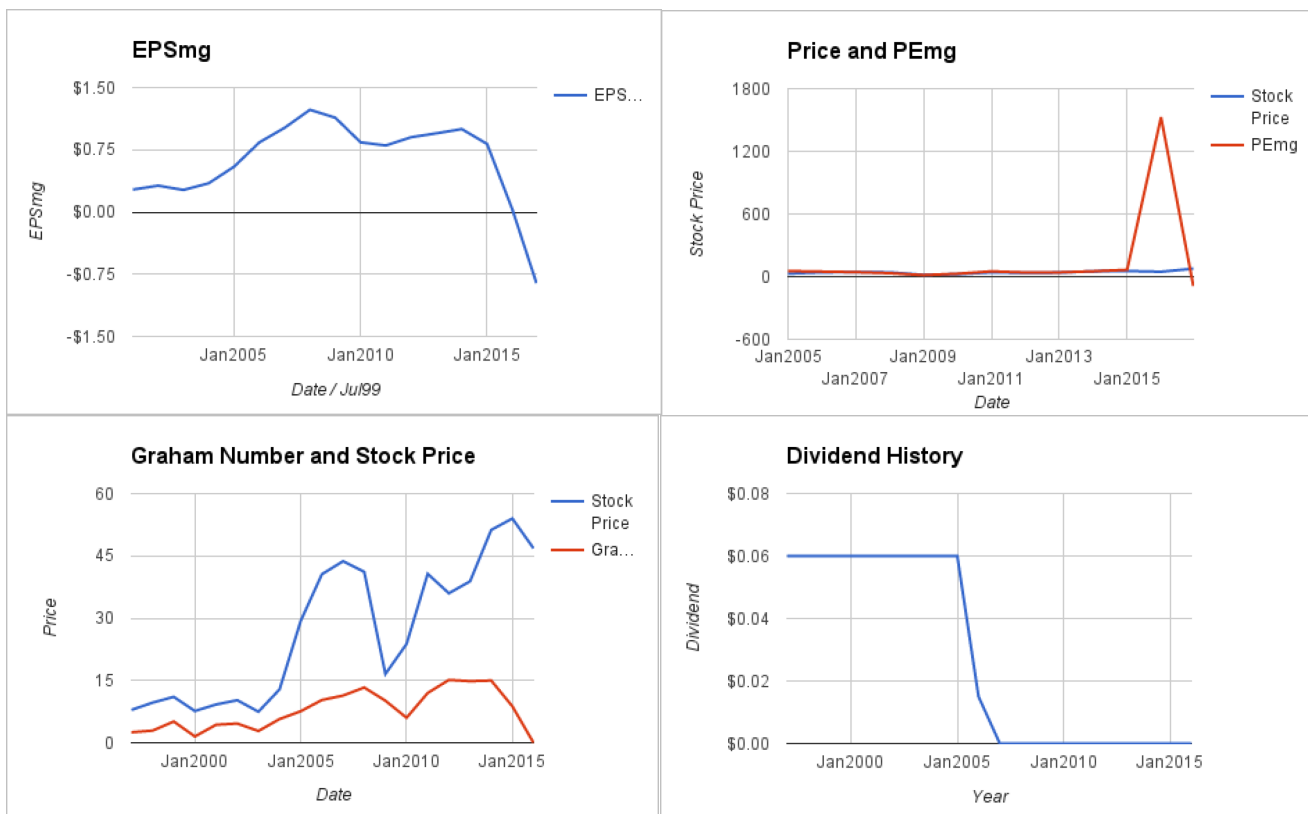 EPSmg
$1.50
$0.75
$0.00
-$0.75
-$1.50
EPSmg
Jan2005 Jan2010 Jan2015
Date / Jul99
EPS…
Price and PEmg
1800
1200
600
0
-600
Stock Price
Jan2005 Jan2009 Jan2013
Jan2007 Jan2011 Jan2015
Date
Stock
Price
PEmg
Graham Number and Stock Price
60
45
30
15
0
Price
Jan2000 Jan2005 Jan2010 Jan2015
Date
Stock
Price
Gra…
Dividend History
$0.08
$0.06
$0.04
$0.02
$0.00
Dividend
Jan2000 Jan2005 Jan2010 Jan2015
Year